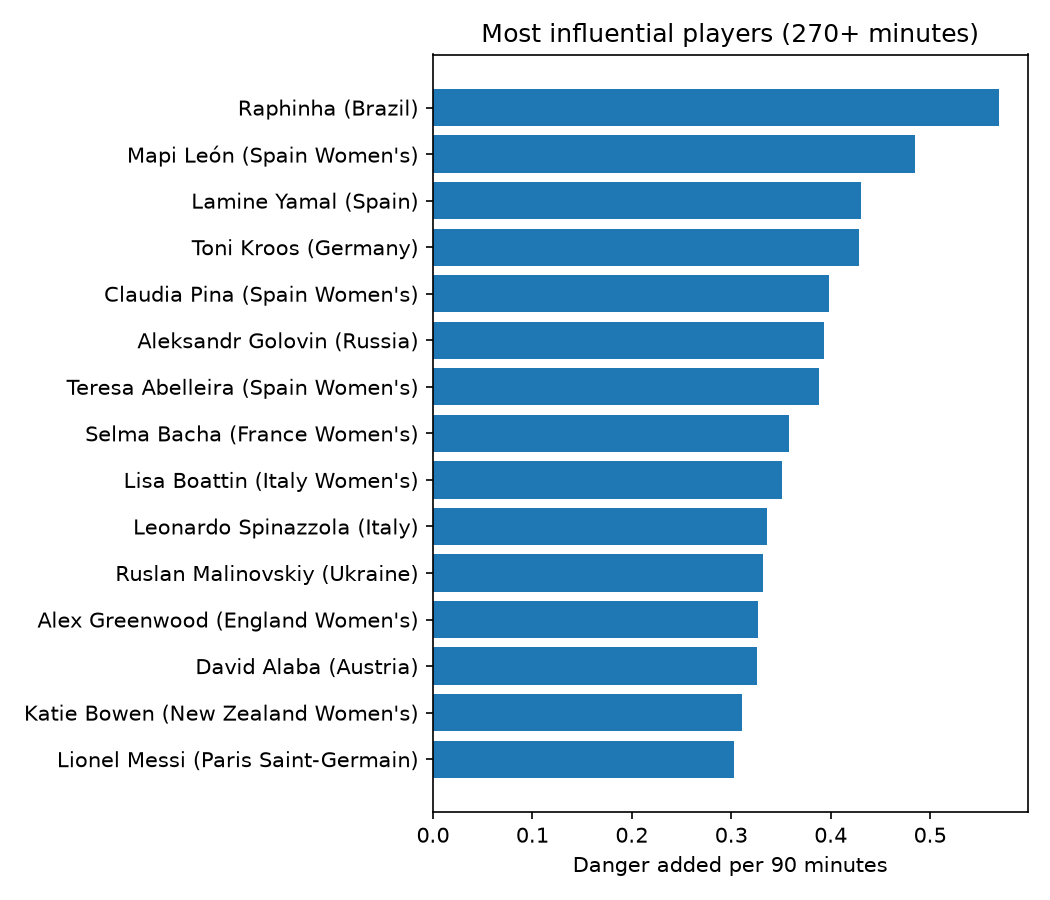 Most influential players (270+ minutes)
Raphinha (Brazil)
Mapi León (Spain Women's)
Lamine Yamal (Spain)
Toni Kroos (Germany)
Claudia Pina (Spain Women's)
Aleksandr Golovin (Russia)
Teresa Abelleira (Spain Women's)
Selma Bacha (France Women's)
Lisa Boattin (Italy Women's)
Leonardo Spinazzola (Italy)
Ruslan Malinovskiy (Ukraine)
Alex Greenwood (England Women's)
David Alaba (Austria)
Katie Bowen (New Zealand Women's)
Lionel Messi (Paris Saint-Germain)
0.0 0.1 0.2 0.3 0.4 0.5
Danger added per 90 minutes